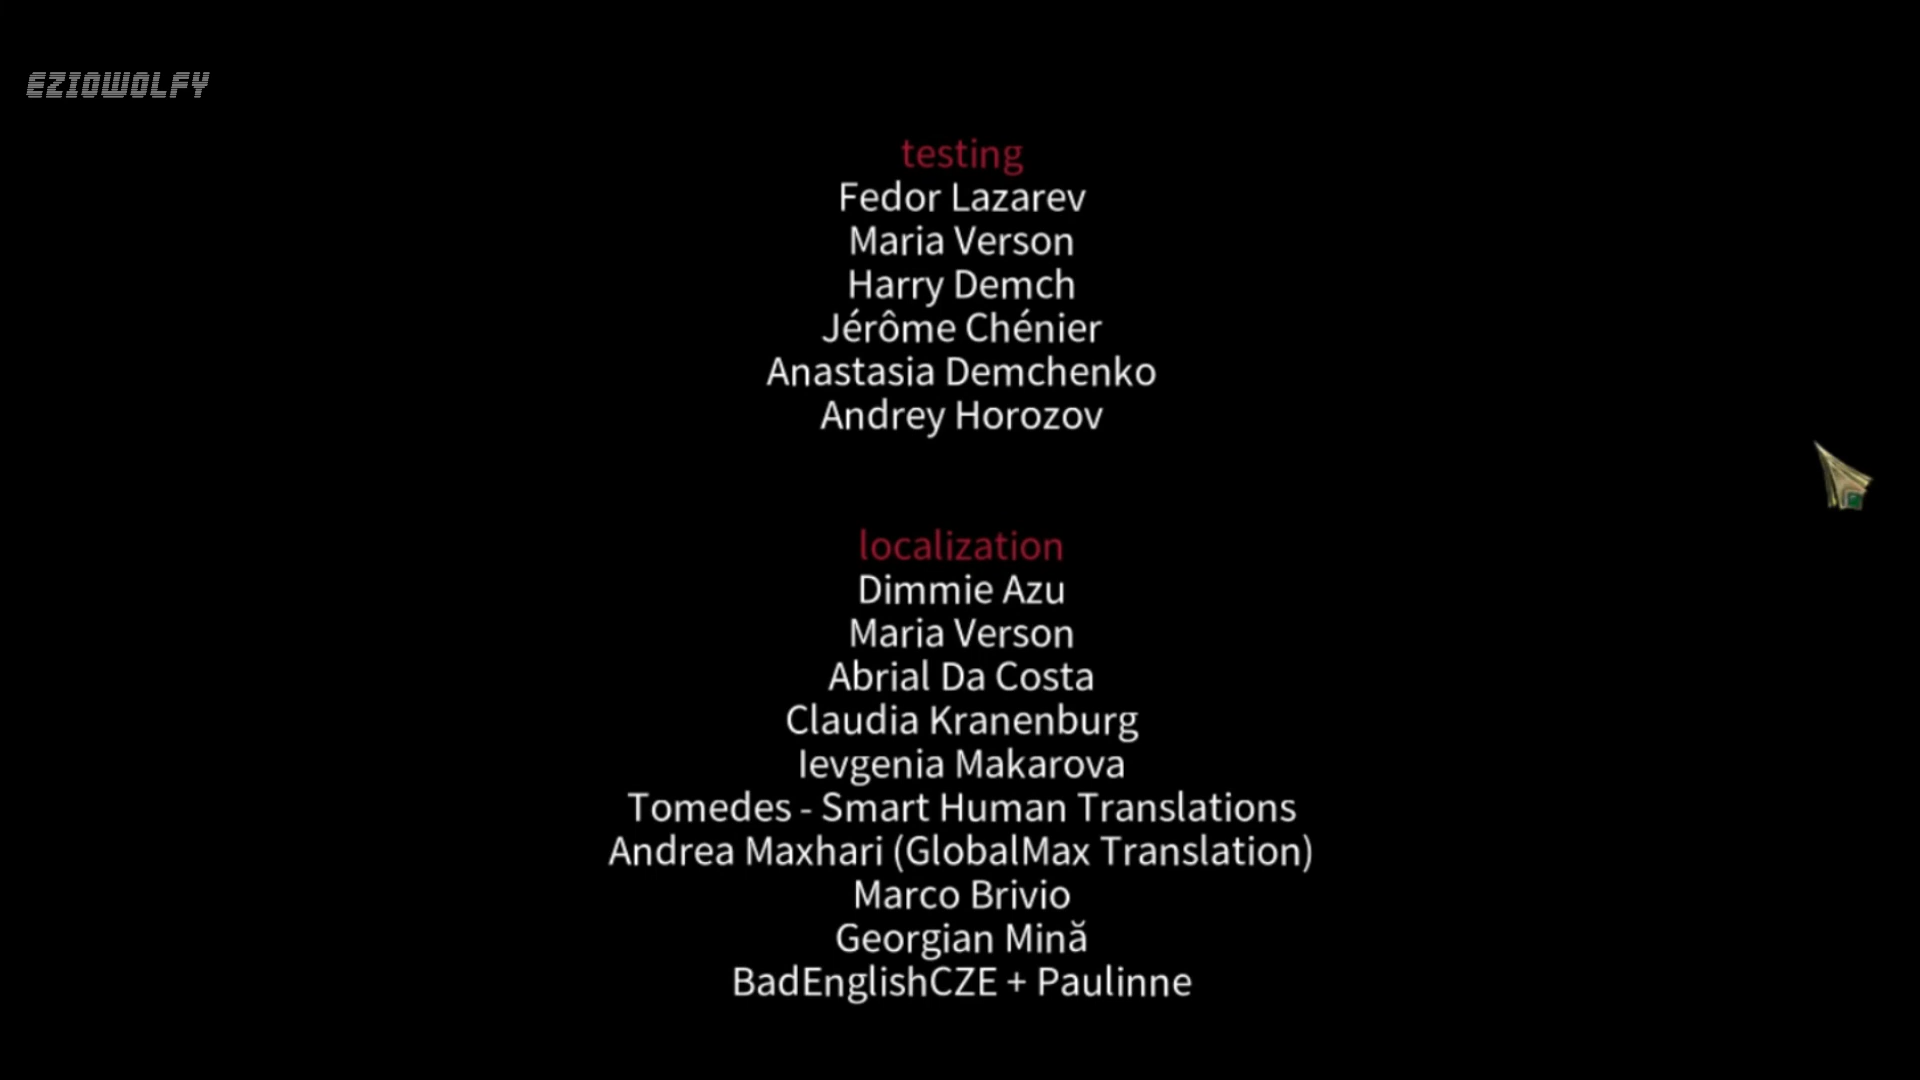 EZIOWOLFY
testing
Fedor Lazarev
Maria Verson
Harry Demch
Jérôme Chénier
Anastasia Demchenko
Andrey Horozov
localization
Dimmie Azu
Maria Verson
Abrial Da Costa
Claudia Kranenburg
Ievgenia Makarova
Tomedes - Smart Human Translations
Andrea Maxhari (GlobalMax Translation)
Marco Brivio
Georgian Mină
BadEnglishCZE + Paulinne